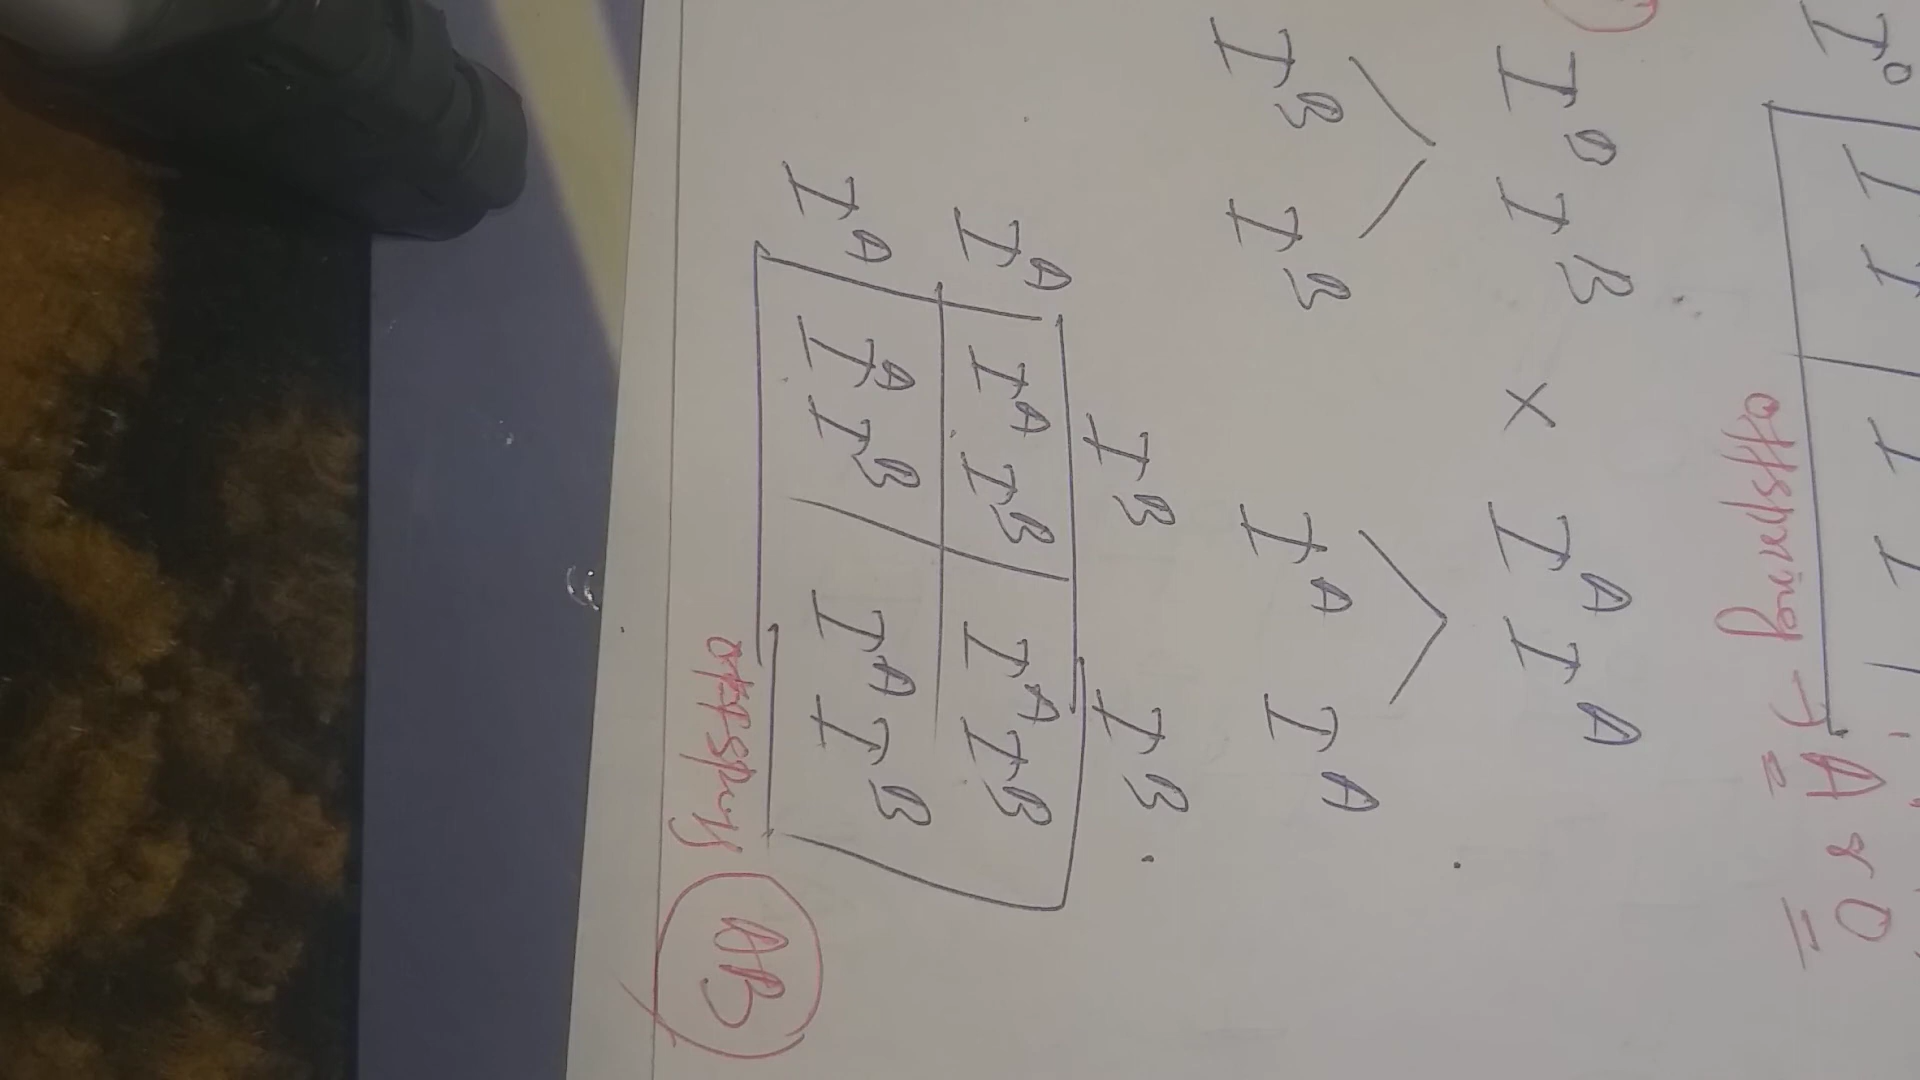 I^o
I I I I
offspring → A & O
I^D I^B × I^A I^A
I^B I^B I^A I^A
I^B I^B
I^A I^A I^B I^A I^B
I^A I^A I^B I^A I^B
offspring AB